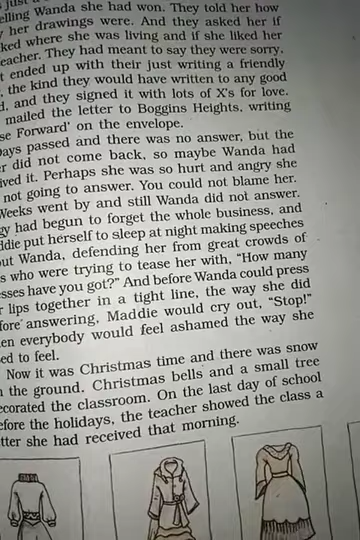 elling Wanda she had won. They told her how
her drawings were. And they asked her if
ked where she was living and if she liked her
eacher. They had meant to say they were sorry,
t ended up with their just writing a friendly
the kind they would have written to any good
d, and they signed it with lots of X's for love.
mailed the letter to Boggins Heights, writing
se Forward' on the envelope.
ays passed and there was no answer, but the
r did not come back, so maybe Wanda had
ived it. Perhaps she was so hurt and angry she
not going to answer. You could not blame her.
Weeks went by and still Wanda did not answer.
gy had begun to forget the whole business, and
ddie put herself to sleep at night making speeches
out Wanda, defending her from great crowds of
s who were trying to tease her with, "How many
esses have you got?" And before Wanda could press
r lips together in a tight line, the way she did
fore answering, Maddie would cry out, "Stop!"
en everybody would feel ashamed the way she
ed to feel.
Now it was Christmas time and there was snow
n the ground. Christmas bells and a small tree
ecorated the classroom. On the last day of school
efore the holidays, the teacher showed the class a
tter she had received that morning.